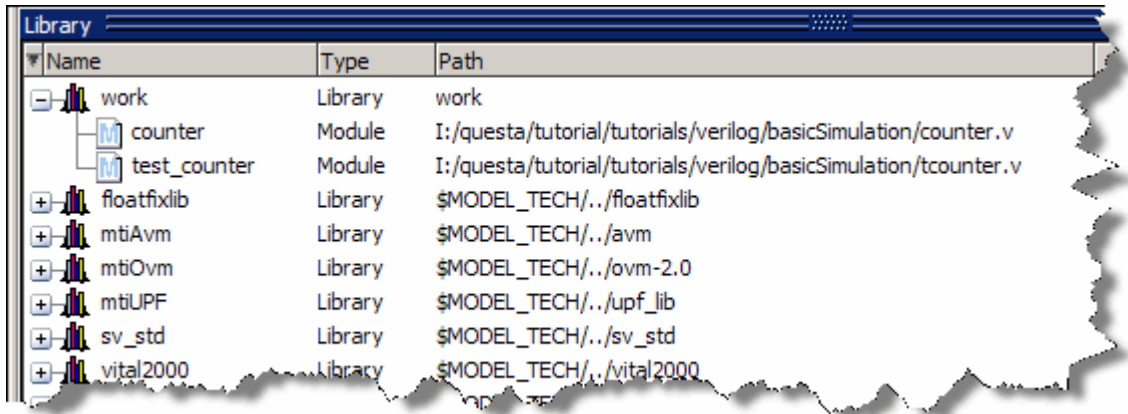 Library
Name Type Path
work Library work
counter Module I:/questa/tutorial/tutorials/verilog/basicSimulation/counter.v
test_counter Module I:/questa/tutorial/tutorials/verilog/basicSimulation/tcounter.v
floatfixlib Library $MODEL_TECH/../floatfixlib
mtiAvm Library $MODEL_TECH/../avm
mtiOvm Library $MODEL_TECH/../ovm-2.0
mtiUPF Library $MODEL_TECH/../upf_lib
sv_std Library $MODEL_TECH/../sv_std
vital2000 Library $MODEL_TECH/../vital2000